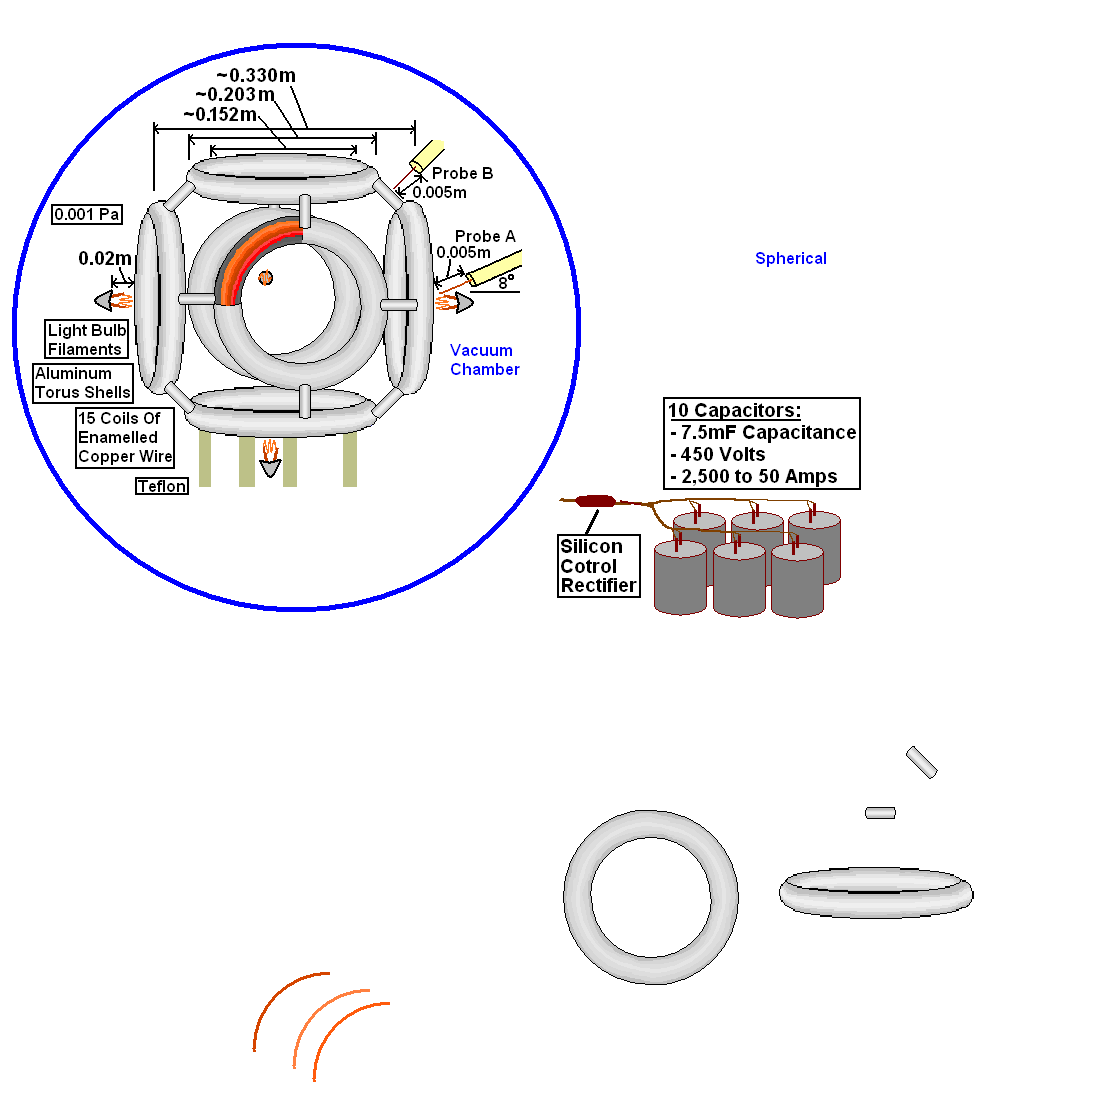 ~0.330m
~0.203m
~0.152m
Probe B
0.005m
0.001 Pa
Probe A
0.005m
8°
0.02m
Light Bulb
Filaments
Aluminum
Torus Shells
15 Coils Of
Enamelled
Copper Wire
Teflon
Vacuum
Chamber
Spherical
10 Capacitors:
- 7.5mF Capacitance
- 450 Volts
- 2,500 to 50 Amps
Silicon
Cotrol
Rectifier